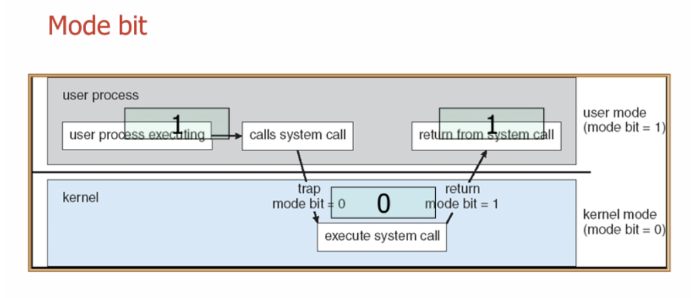 Mode bit
user process
1
user process executing
calls system call
1
return from system call
user mode
(mode bit = 1)
kernel
trap
mode bit = 0
0
return
mode bit = 1
execute system call
kernel mode
(mode bit = 0)